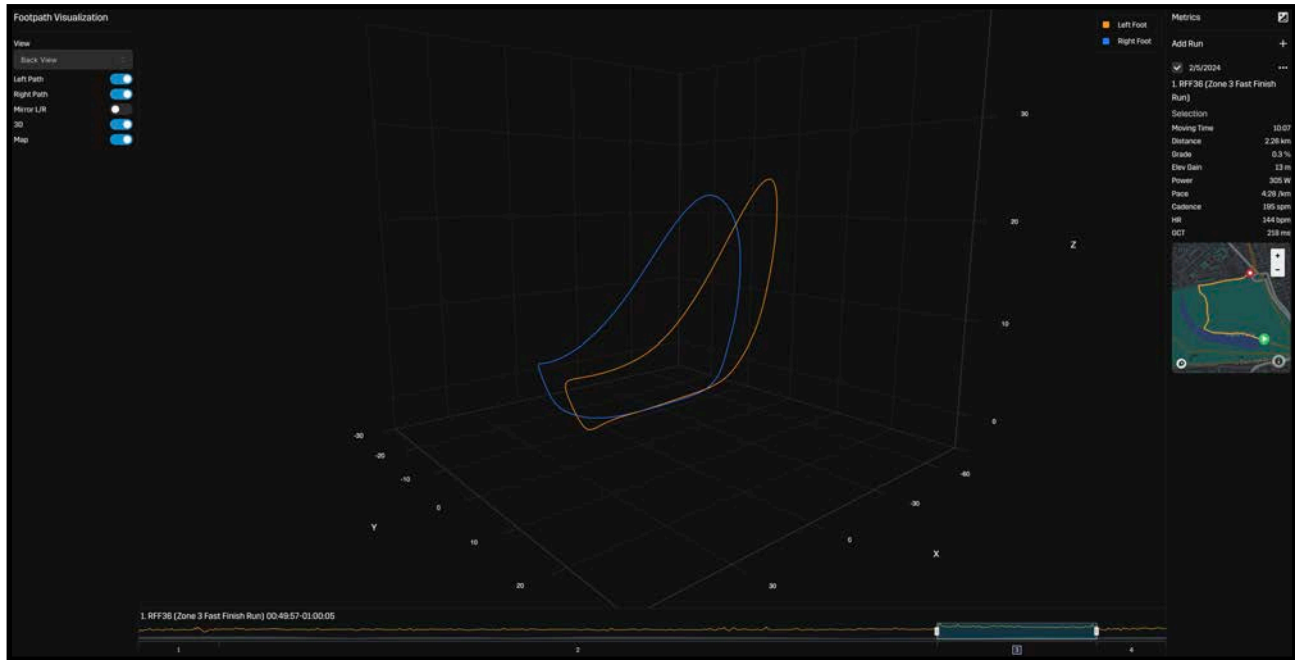 Footpath Visualization
View
Back View
Left Path
Right Path
Mirror L/R
3D
Map
Left Foot
Right Foot
30
20
Z
10
0
-30
-20
-10
0
Y
10
20
-60
-30
0
X
30
1. RFF36 (Zone 3 Fast Finish Run) 00:49:57-01:00:05
1
2
3
4
Metrics
Add Run
2/5/2024
1. RFF36 (Zone 3 Fast Finish
Run)
Selection
Moving Time 10:07
Distance 2.26 km
Grade 0.3 %
Elev Gain 13 m
Power 305 W
Pace 4:28 /km
Cadence 195 spm
HR 144 bpm
GCT 218 ms